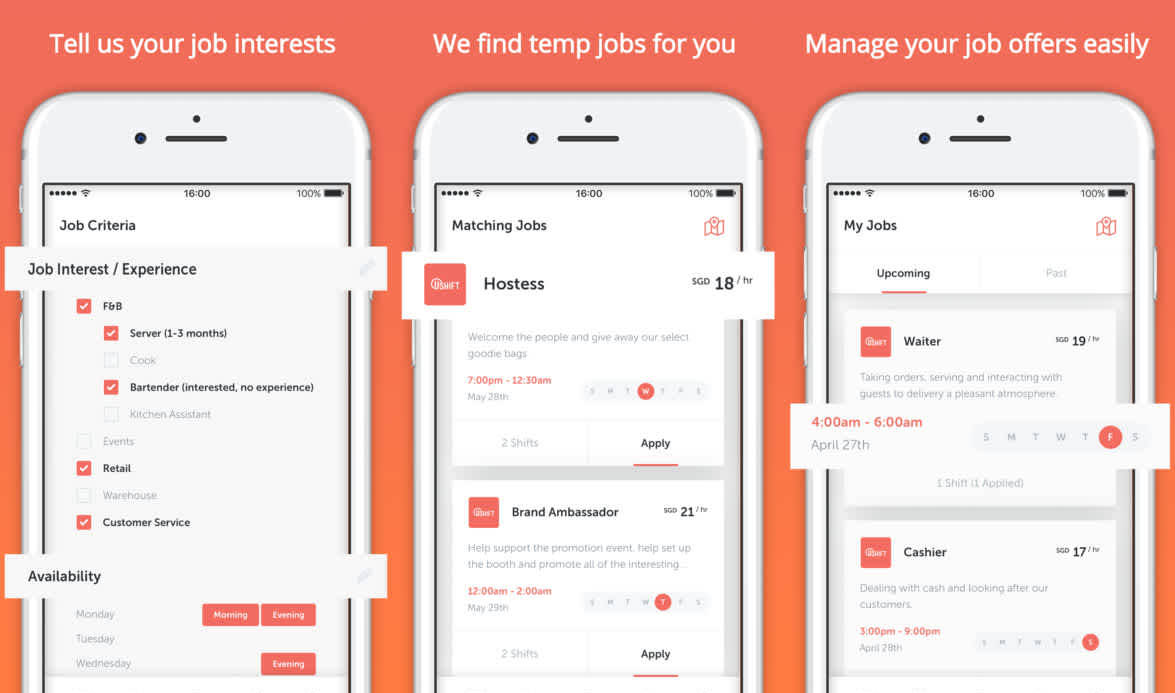 Tell us your job interests
16:00
100%
Job Criteria
Job Interest / Experience
F&B
Server (1-3 months)
Cook
Bartender (interested, no experience)
Kitchen Assistant
Events
Retail
Warehouse
Customer Service
Availability
Monday Morning Evening
Tuesday
Wednesday Evening
We find temp jobs for you
16:00
100%
Matching Jobs
USHIFT Hostess SGD 18 / hr
Welcome the people and give away our select
goodie bags
7:00pm - 12:30am
May 28th
S M T W T F S
2 Shifts Apply
USHIFT Brand Ambassador SGD 21 / hr
Help support the promotion event, help set up
the booth and promote all of the interesting...
12:00am - 2:00am
May 29th
S M T W T F S
2 Shifts Apply
Manage your job offers easily
16:00
100%
My Jobs
Upcoming Past
USHIFT Waiter SGD 19 / hr
Taking orders, serving and interacting with
guests to delivery a pleasant atmosphere.
4:00am - 6:00am
April 27th
S M T W T F S
1 Shift (1 Applied)
USHIFT Cashier SGD 17 / hr
Dealing with cash and looking after our
customers.
3:00pm - 9:00pm
April 28th
S M T W T F S